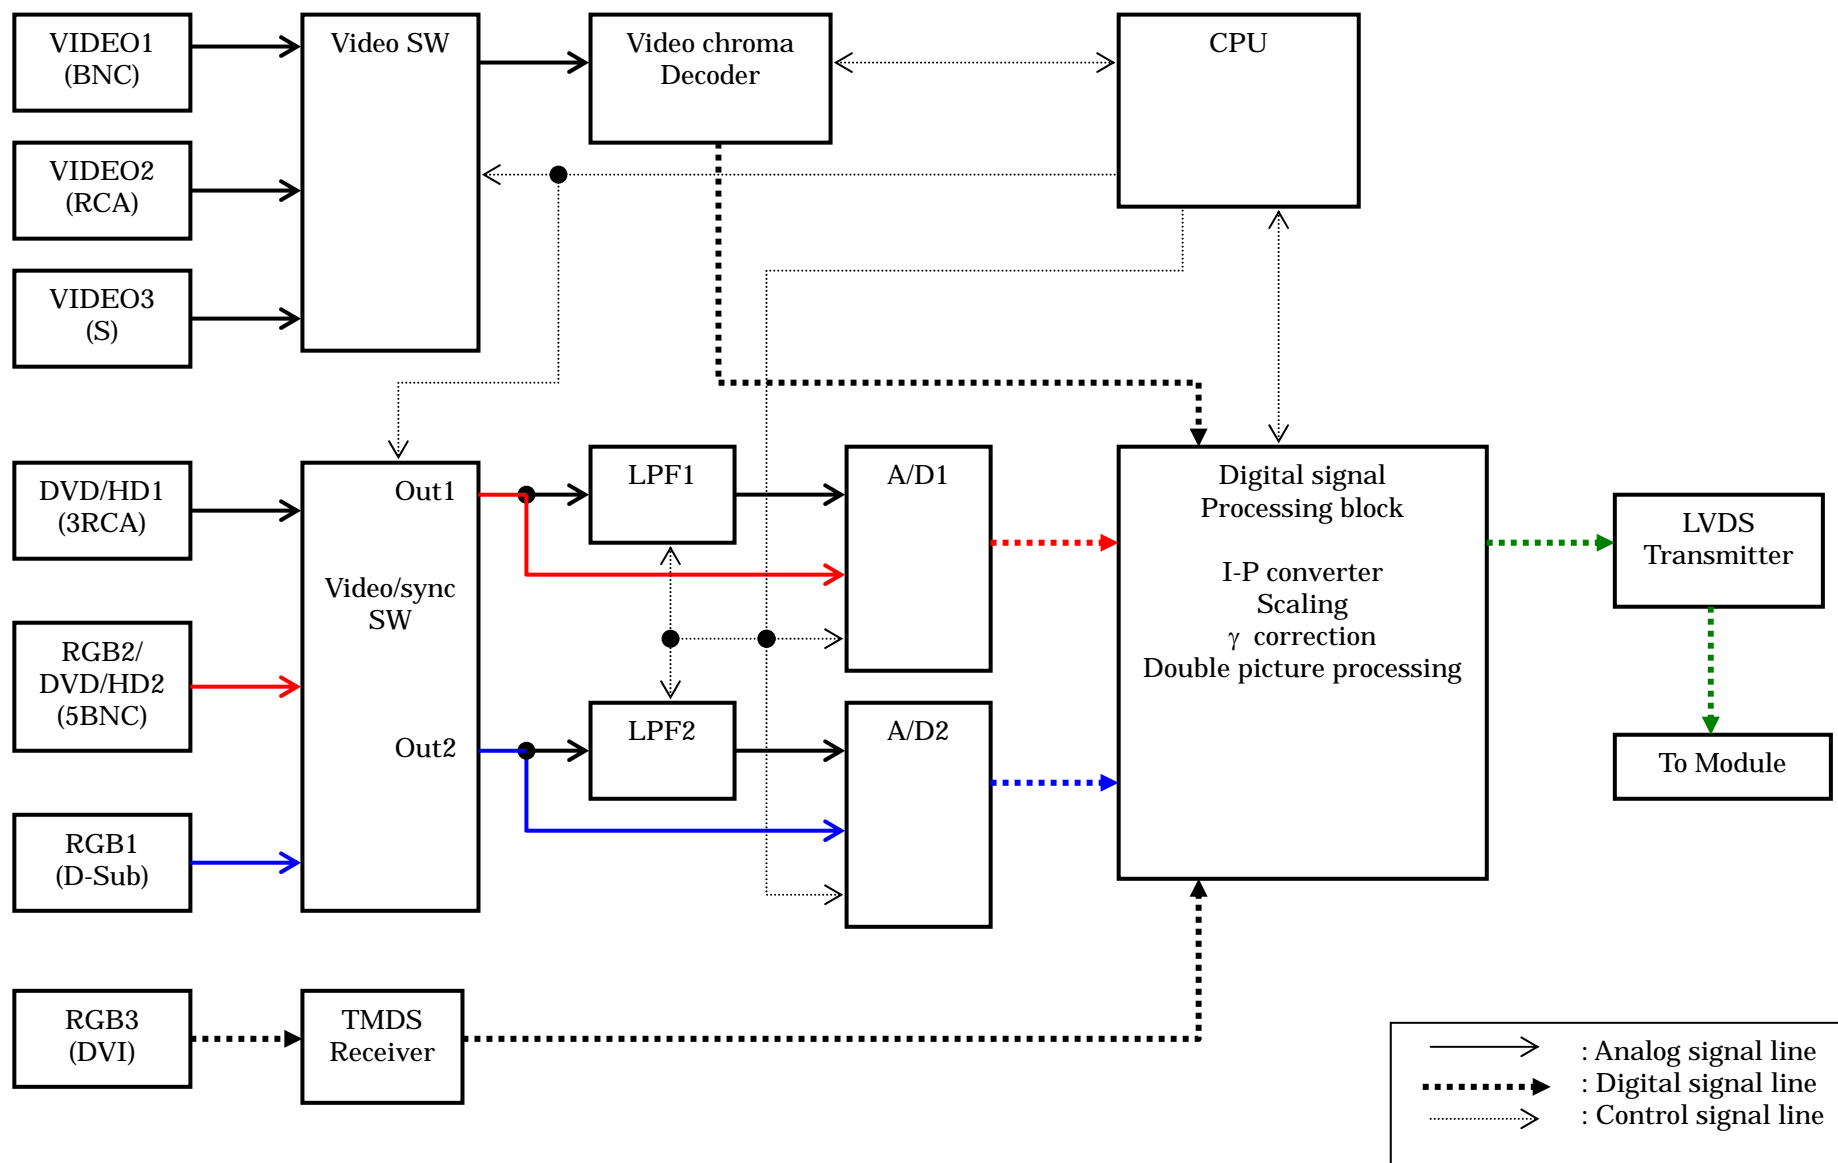 VIDEO1
(BNC)
Video SW
Video chroma
Decoder
CPU
VIDEO2
(RCA)
VIDEO3
(S)
DVD/HD1
(3RCA)
Out1
Video/sync
SW
Out2
LPF1
A/D1
Digital signal
Processing block
I-P converter
Scaling
γ correction
Double picture processing
LVDS
Transmitter
RGB2/
DVD/HD2
(5BNC)
LPF2
A/D2
To Module
RGB1
(D-Sub)
RGB3
(DVI)
TMDS
Receiver
: Analog signal line
: Digital signal line
: Control signal line